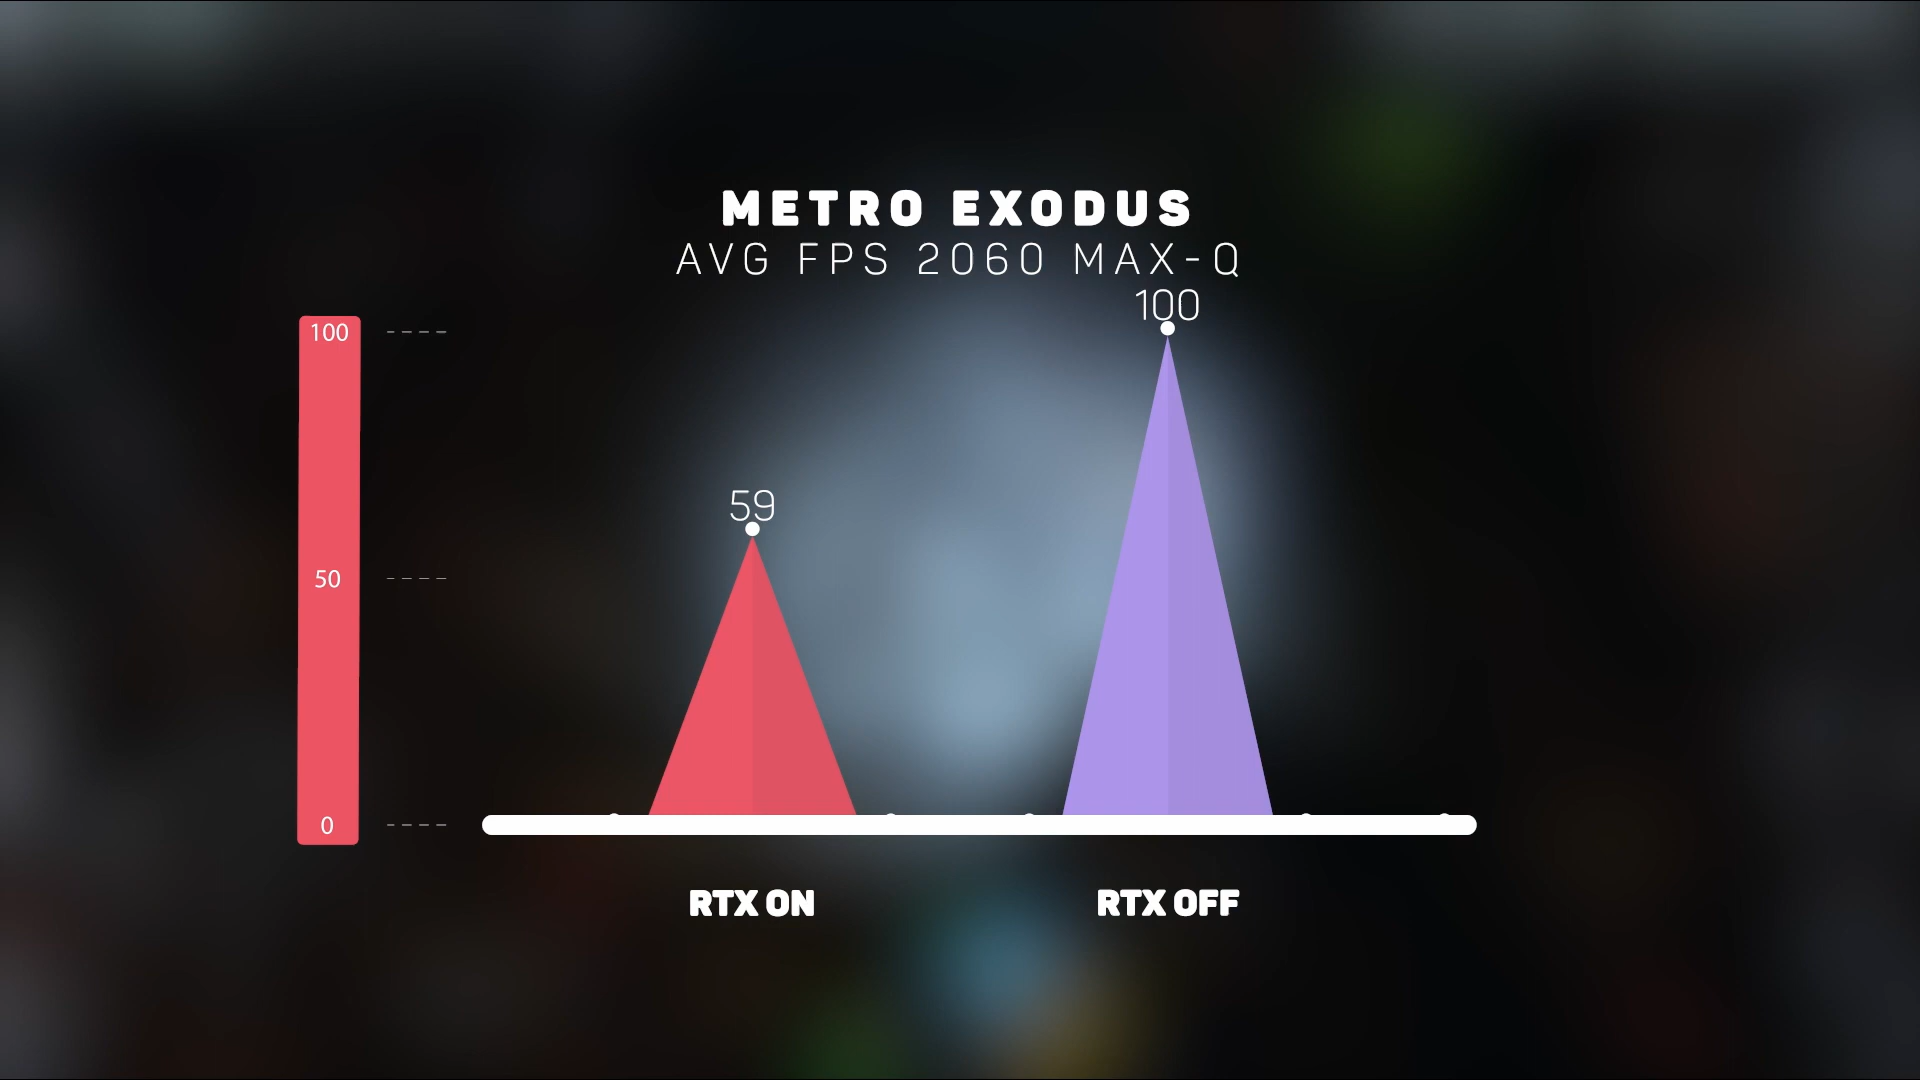 METRO EXODUS
AVG FPS 2060 MAX-Q
100
100
59
50
0
RTX ON
RTX OFF